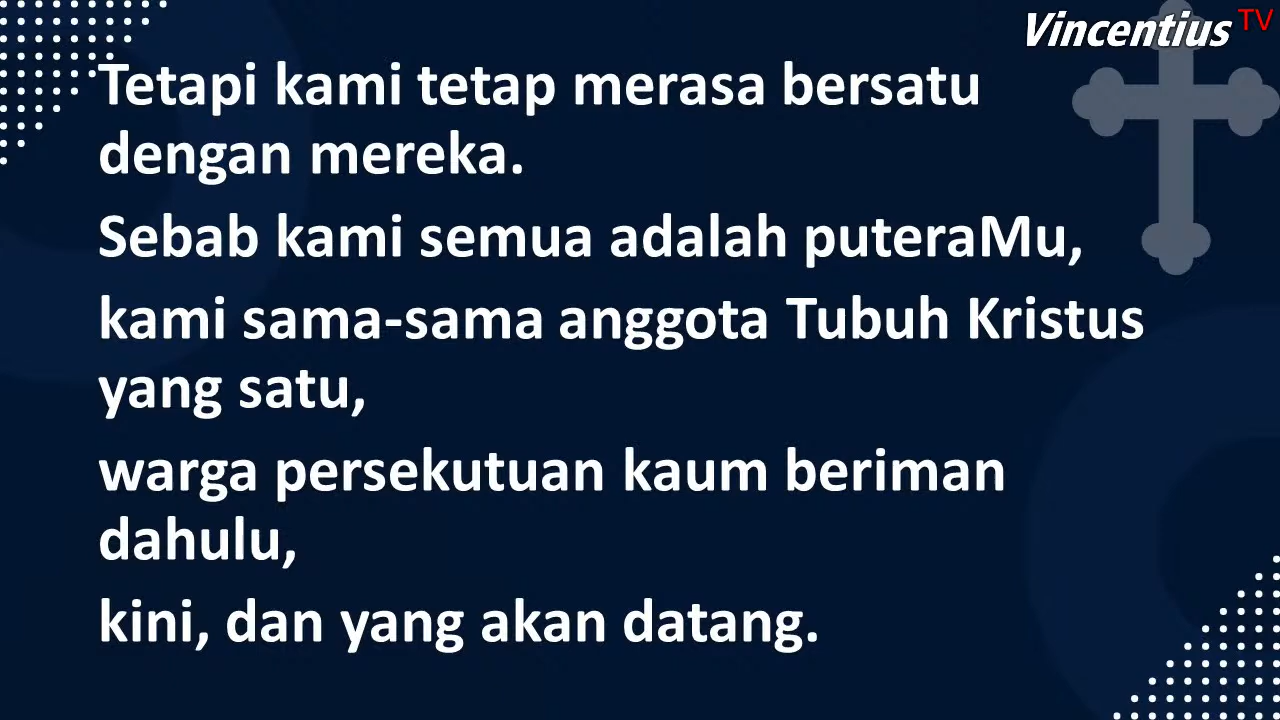 Vincentius TV
Tetapi kami tetap merasa bersatu
dengan mereka.
Sebab kami semua adalah puteraMu,
kami sama-sama anggota Tubuh Kristus
yang satu,
warga persekutuan kaum beriman
dahulu,
kini, dan yang akan datang.